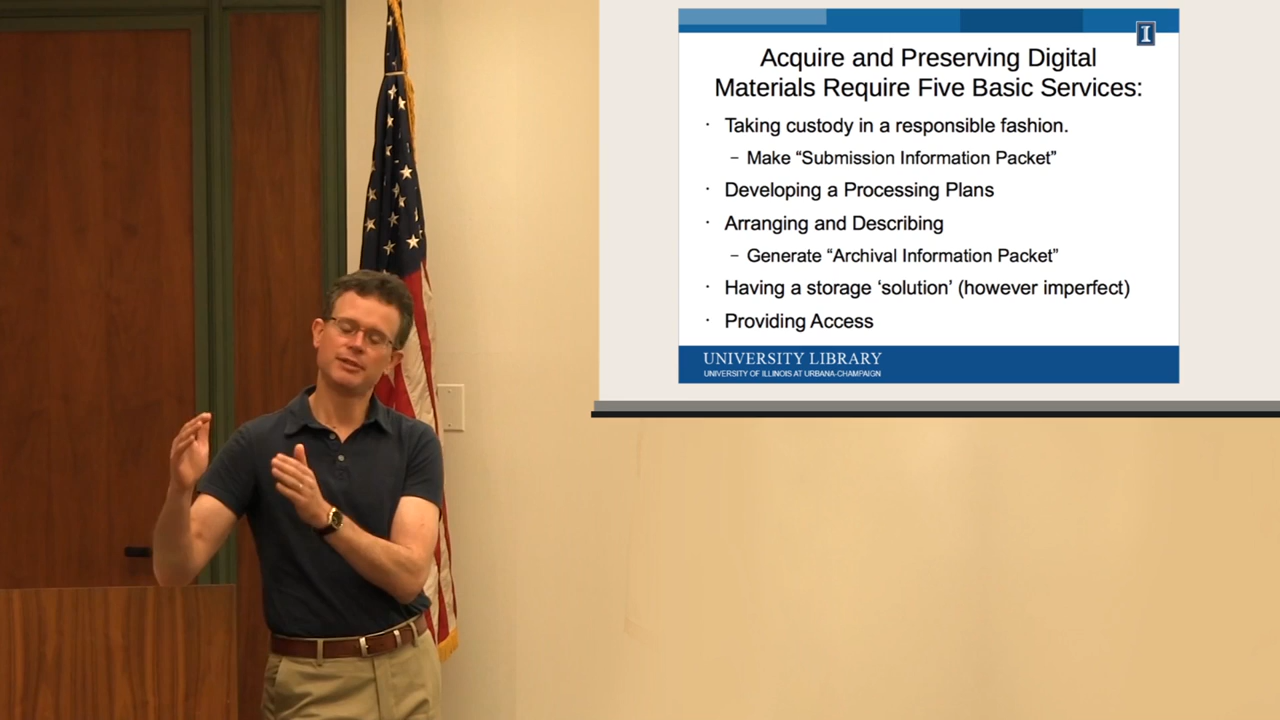 I
Acquire and Preserving Digital
Materials Require Five Basic Services:
· Taking custody in a responsible fashion.
– Make “Submission Information Packet”
· Developing a Processing Plans
· Arranging and Describing
– Generate “Archival Information Packet”
· Having a storage ‘solution’ (however imperfect)
· Providing Access
UNIVERSITY LIBRARY
UNIVERSITY OF ILLINOIS AT URBANA-CHAMPAIGN